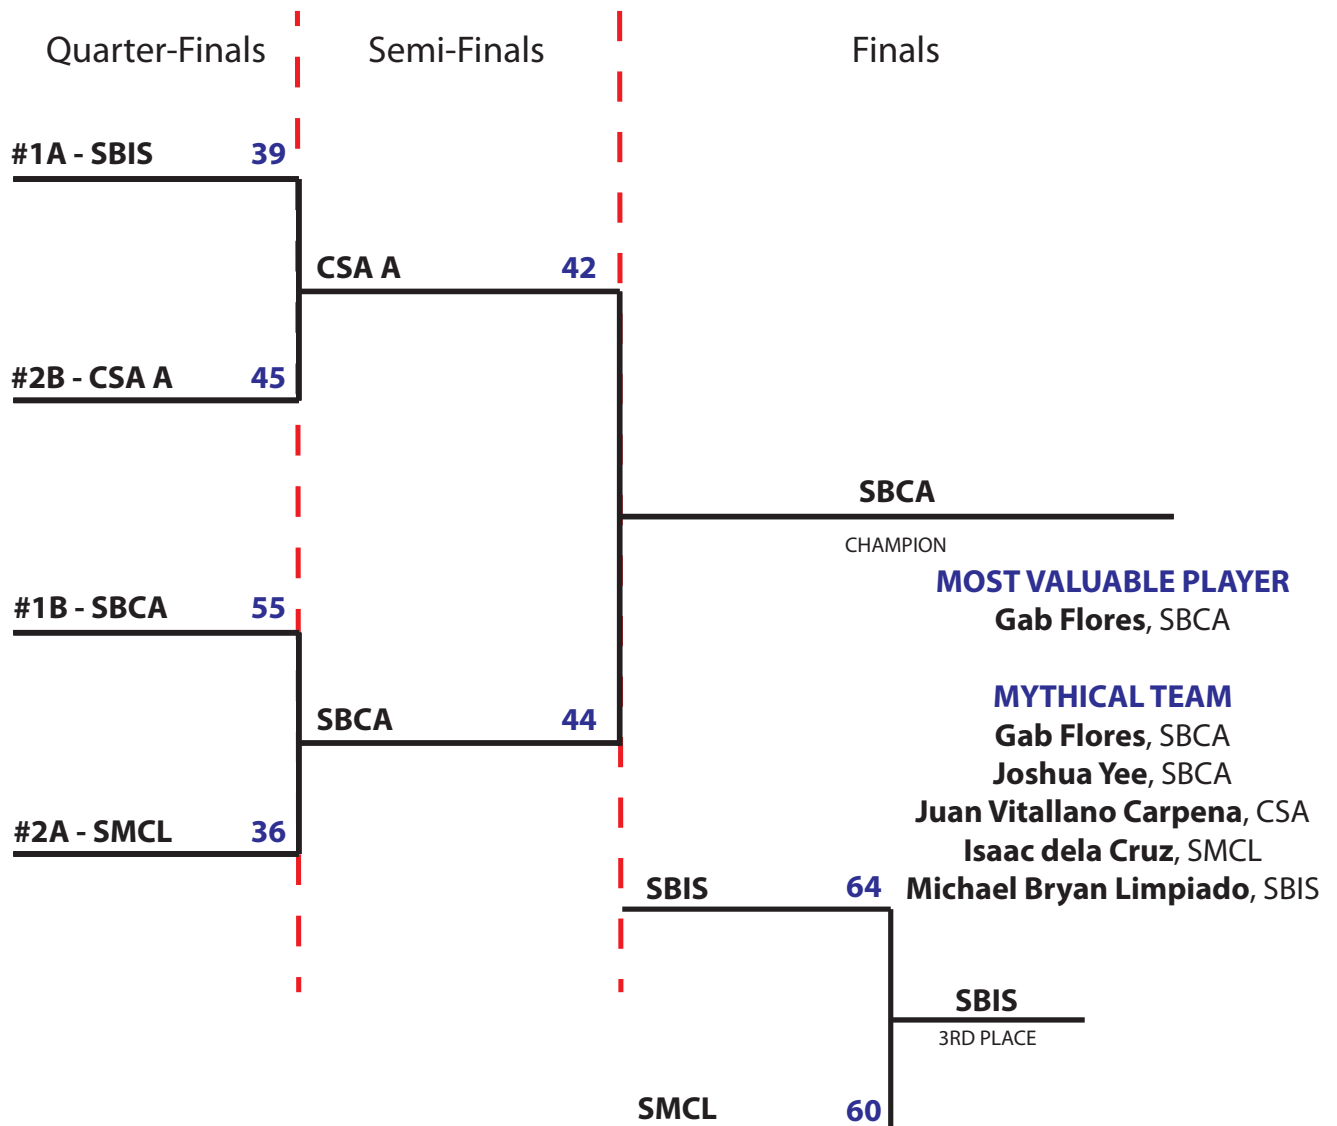 Quarter-Finals Semi-Finals Finals
#1A - SBIS 39
CSA A 42
#2B - CSA A 45
SBCA
CHAMPION
MOST VALUABLE PLAYER
#1B - SBCA 55
Gab Flores, SBCA
MYTHICAL TEAM
SBCA 44
Gab Flores, SBCA
Joshua Yee, SBCA
Juan Vitallano Carpena, CSA
#2A - SMCL 36
Isaac dela Cruz, SMCL
Michael Bryan Limpiado, SBIS
SBIS 64
SBIS
3RD PLACE
SMCL 60